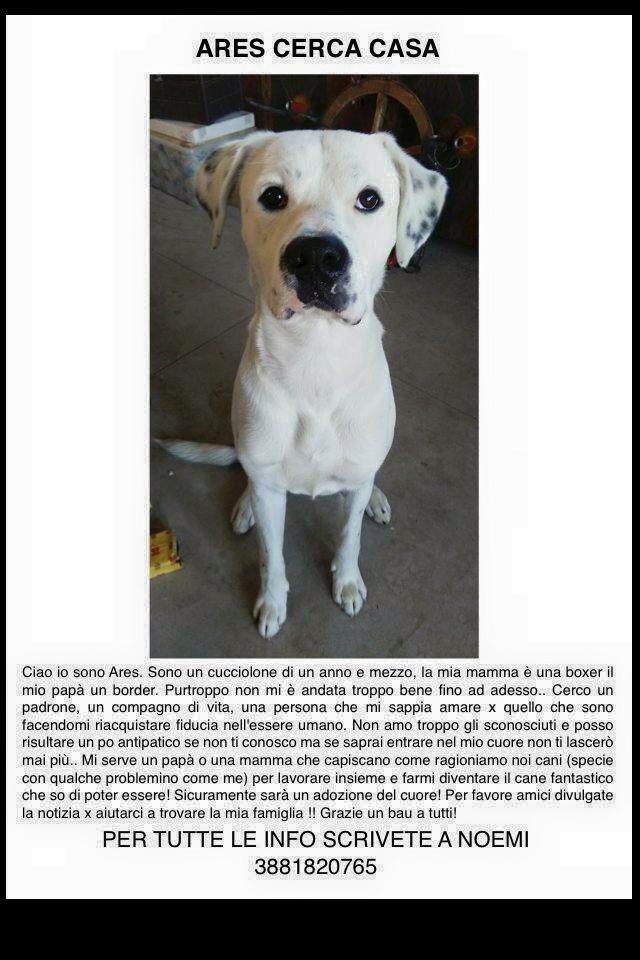 ARES CERCA CASA
Ciao io sono Ares. Sono un cucciolone di un anno e mezzo, la mia mamma è una boxer il
mio papà un border. Purtroppo non mi è andata troppo bene fino ad adesso.. Cerco un
padrone, un compagno di vita, una persona che mi sappia amare x quello che sono
facendomi riacquistare fiducia nell'essere umano. Non amo troppo gli sconosciuti e posso
risultare un po antipatico se non ti conosco ma se saprai entrare nel mio cuore non ti lascerò
mai più.. Mi serve un papà o una mamma che capiscano come ragioniamo noi cani (specie
con qualche problemino come me) per lavorare insieme e farmi diventare il cane fantastico
che so di poter essere! Sicuramente sarà un adozione del cuore! Per favore amici divulgate
la notizia x aiutarci a trovare la mia famiglia !! Grazie un bau a tutti!
PER TUTTE LE INFO SCRIVETE A NOEMI
3881820765